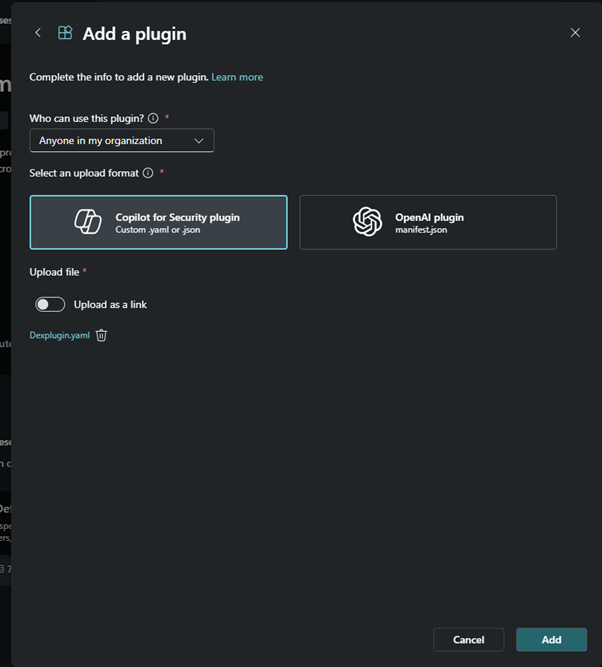 Add a plugin
Complete the info to add a new plugin. Learn more
Who can use this plugin? *
Anyone in my organization
Select an upload format *
Copilot for Security plugin
Custom .yaml or .json
OpenAI plugin
manifest.json
Upload file *
Upload as a link
Dexplugin.yaml
Cancel
Add